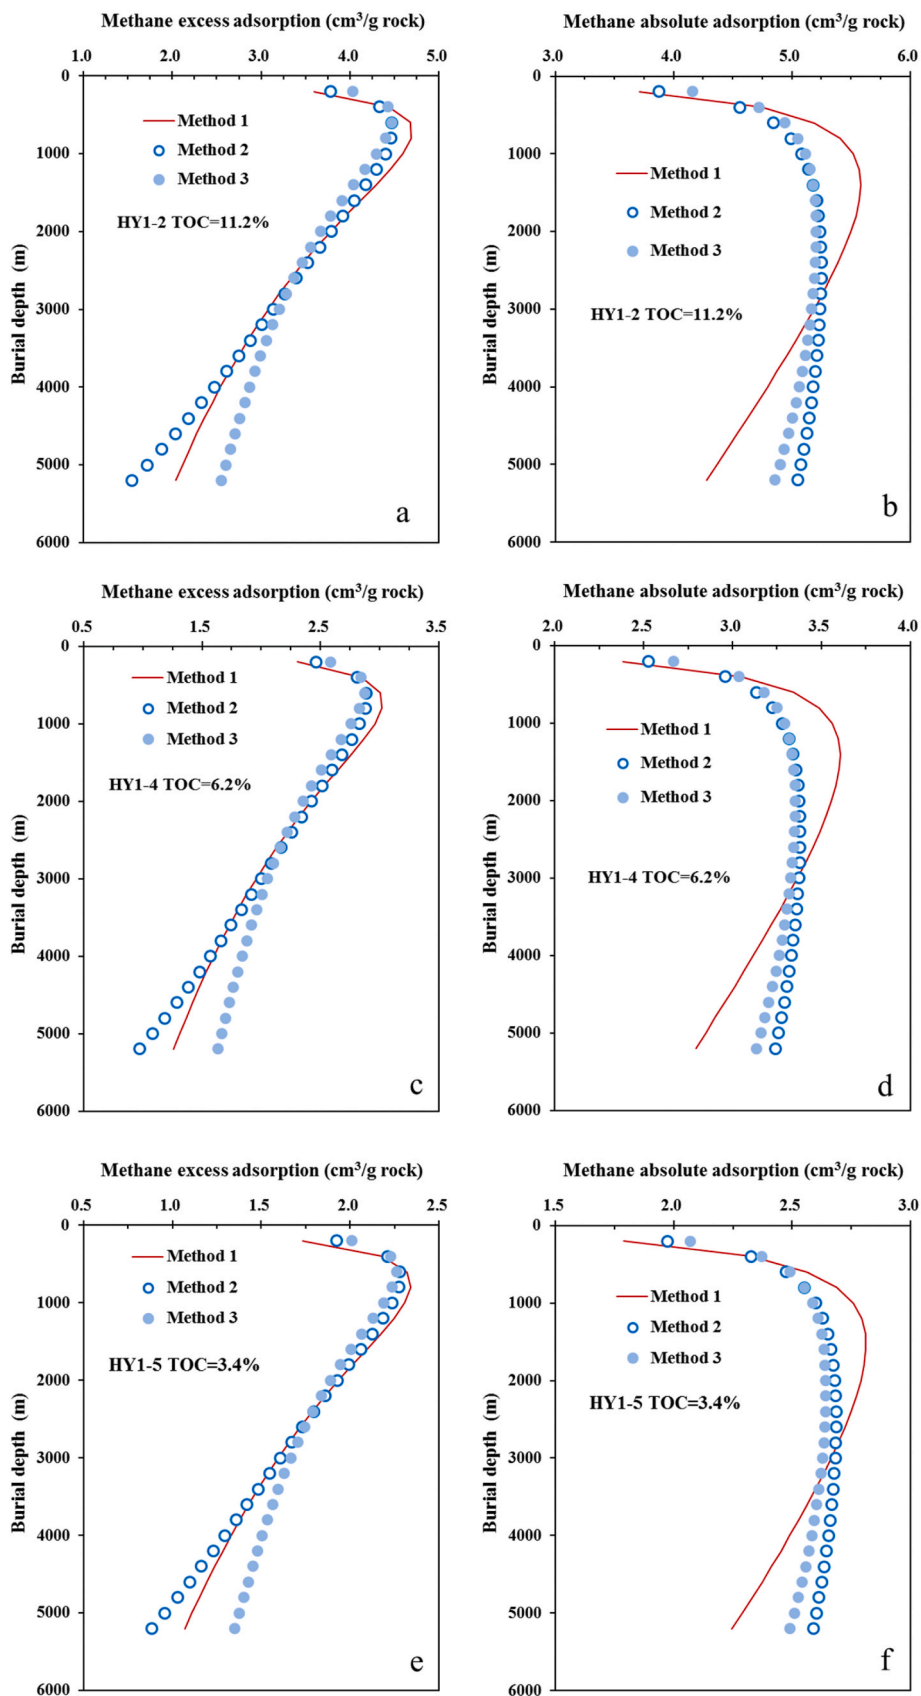 Methane excess adsorption (cm³/g rock)
1.0 2.0 3.0 4.0 5.0
0
1000
2000
3000
4000
5000
6000
Burial depth (m)
Method 1
Method 2
Method 3
HY1-2 TOC=11.2%
a
Methane absolute adsorption (cm³/g rock)
3.0 4.0 5.0 6.0
0
1000
2000
3000
4000
5000
6000
Burial depth (m)
Method 1
Method 2
Method 3
HY1-2 TOC=11.2%
b
Methane excess adsorption (cm³/g rock)
0.5 1.5 2.5 3.5
0
1000
2000
3000
4000
5000
6000
Burial depth (m)
Method 1
Method 2
Method 3
HY1-4 TOC=6.2%
c
Methane absolute adsorption (cm³/g rock)
2.0 2.5 3.0 3.5 4.0
0
1000
2000
3000
4000
5000
6000
Burial depth (m)
Method 1
Method 2
Method 3
HY1-4 TOC=6.2%
d
Methane excess adsorption (cm³/g rock)
0.5 1.0 1.5 2.0 2.5
0
1000
2000
3000
4000
5000
6000
Burial depth (m)
Method 1
Method 2
Method 3
HY1-5 TOC=3.4%
e
Methane absolute adsorption (cm³/g rock)
1.5 2.0 2.5 3.0
0
1000
2000
3000
4000
5000
6000
Burial depth (m)
Method 1
Method 2
Method 3
HY1-5 TOC=3.4%
f